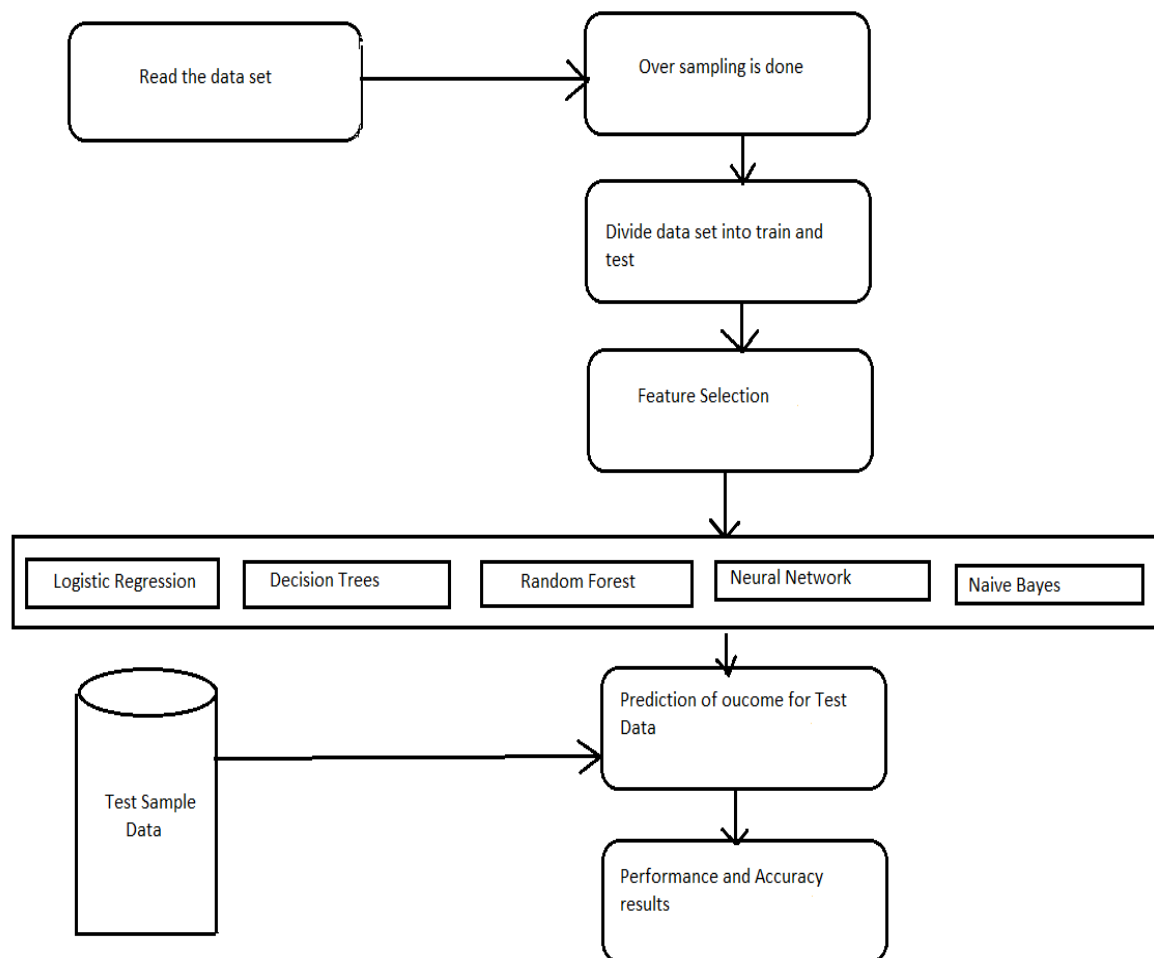 Read the data set
Over sampling is done
Divide data set into train and
test
Feature Selection
Logistic Regression
Decision Trees
Random Forest
Neural Network
Naive Bayes
Prediction of oucome for Test
Data
Test Sample
Data
Performance and Accuracy
results